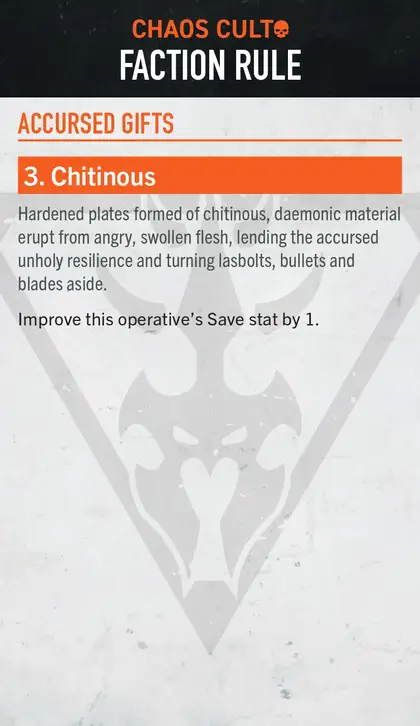 CHAOS CULT
FACTION RULE
ACCURSED GIFTS
3. Chitinous
Hardened plates formed of chitinous, daemonic material
erupt from angry, swollen flesh, lending the accursed
unholy resilience and turning lasbolts, bullets and
blades aside.
Improve this operative's Save stat by 1.